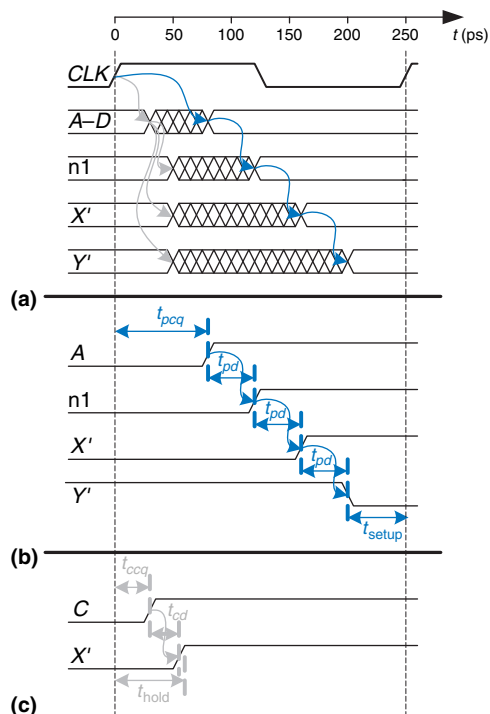 0 50 100 150 200 250
t (ps)
CLK
A–D
n1
X'
Y'
(a)
tpcq
A
tpd
n1
tpd
X'
tpd
Y'
tsetup
(b)
tccq
C
tcd
X'
thold
(c)